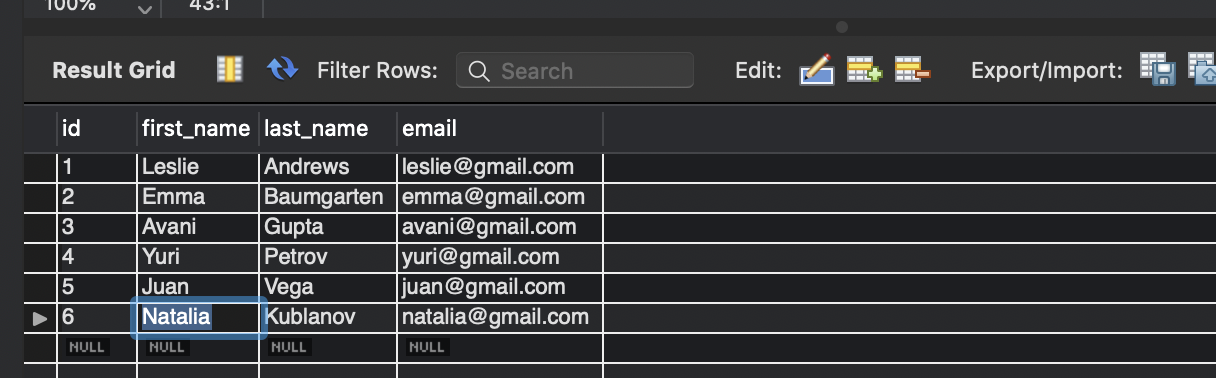 100% 43:1
Result Grid Filter Rows: Search Edit: Export/Import:
id first_name last_name email
1 Leslie Andrews leslie@gmail.com
2 Emma Baumgarten emma@gmail.com
3 Avani Gupta avani@gmail.com
4 Yuri Petrov yuri@gmail.com
5 Juan Vega juan@gmail.com
6 Natalia Kublanov natalia@gmail.com
NULL NULL NULL NULL